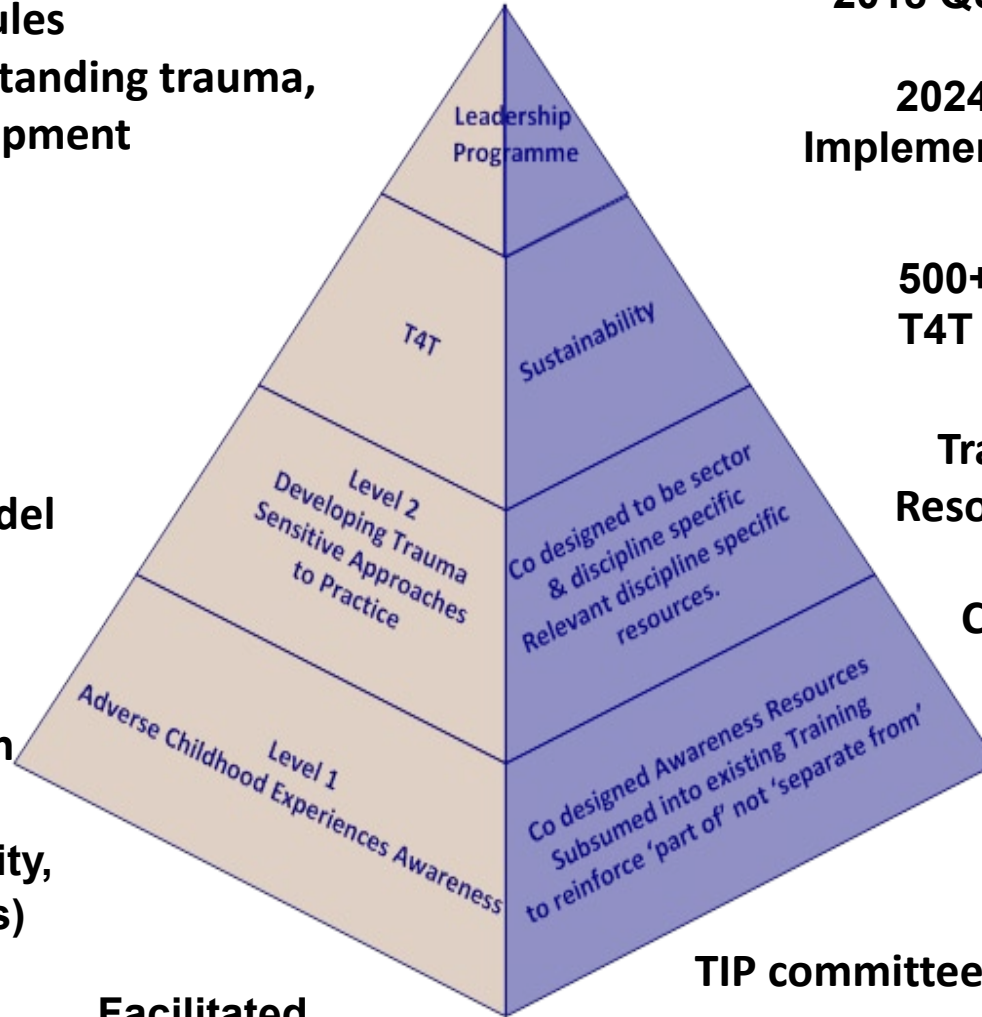 ules
tanding trauma,
pment
2024
Implemen
500+
T4T
Tra
Reso
C
del
n
ity,
s)
Facilitated
TIP committee
Leadership
Programme
T4T
Sustainability
Level 2
Developing Trauma
Sensitive Approaches
to Practice
Co designed to be sector
& discipline specific
Relevant discipline specific
resources.
Level 1
Adverse Childhood Experiences Awareness
Co designed Awareness Resources
Subsumed into existing Training
to reinforce ‘part of’ not ‘separate from’